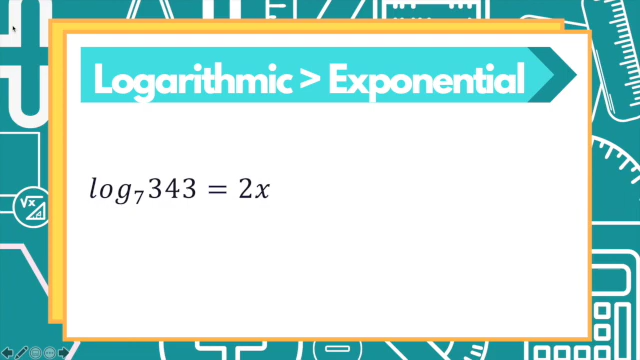 Logarithmic > Exponential
log₇343 = 2x
√x